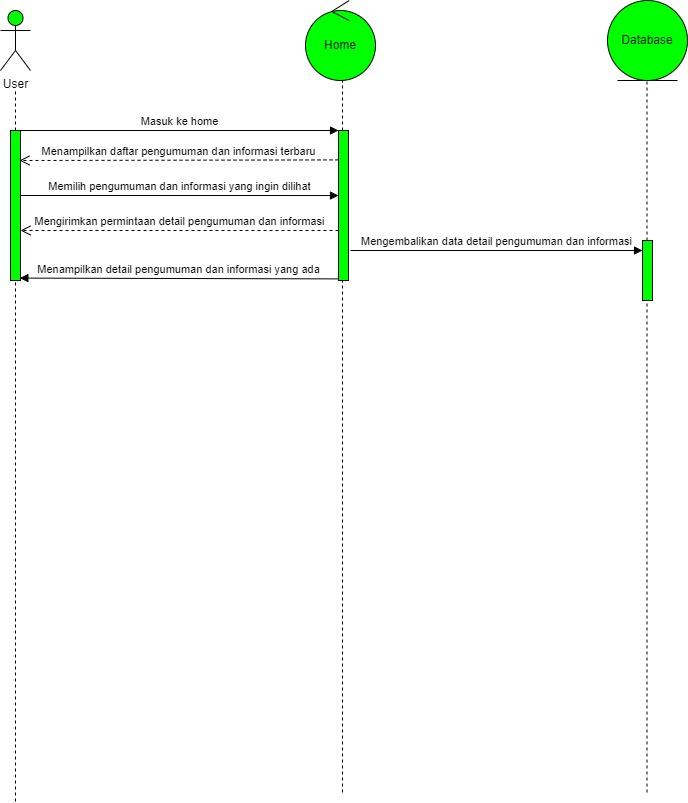 Home
Database
User
Masuk ke home
Menampilkan daftar pengumuman dan informasi terbaru
Memilih pengumuman dan informasi yang ingin dilihat
Mengirimkan permintaan detail pengumuman dan informasi
Mengembalikan data detail pengumuman dan informasi
Menampilkan detail pengumuman dan informasi yang ada